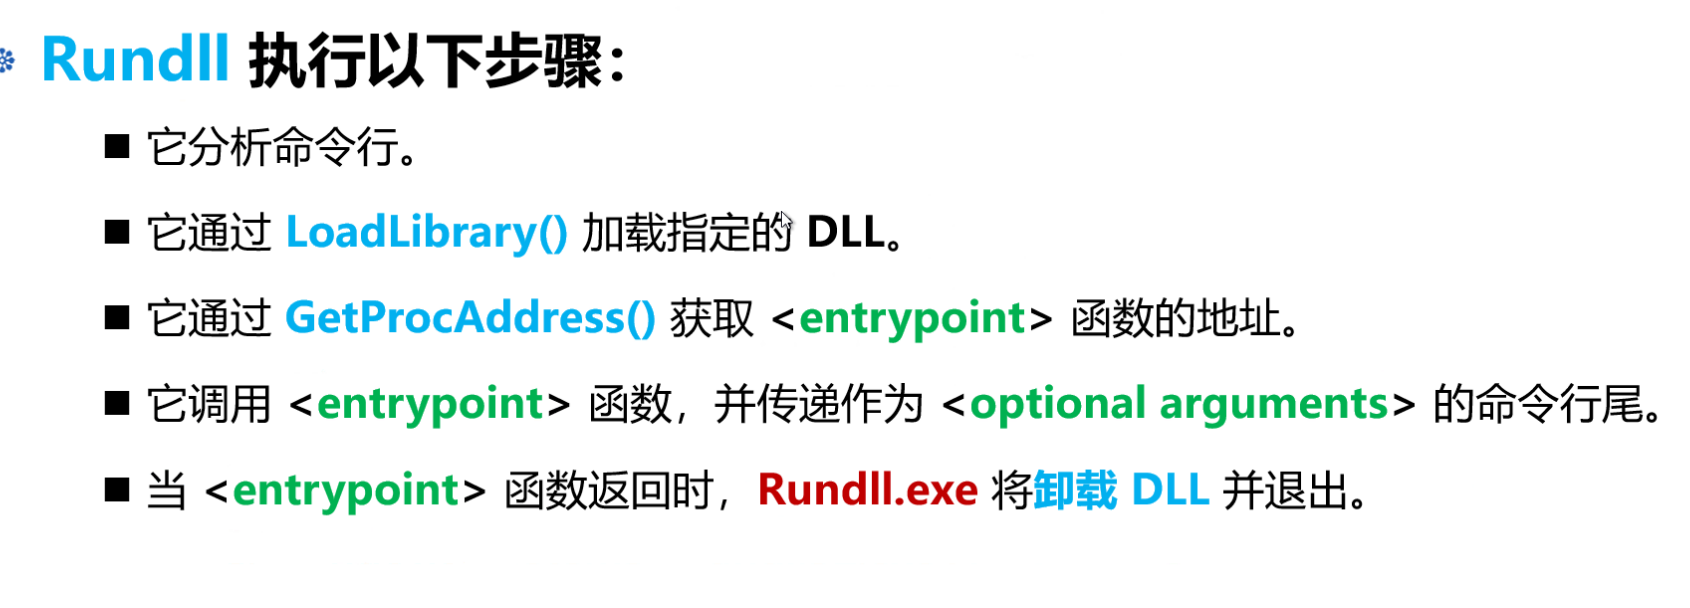 Rundll 执行以下步骤：
它分析命令行。
它通过 LoadLibrary() 加载指定的 DLL。
它通过 GetProcAddress() 获取 <entrypoint> 函数的地址。
它调用 <entrypoint> 函数，并传递作为 <optional arguments> 的命令行尾。
当 <entrypoint> 函数返回时，Rundll.exe 将卸载 DLL 并退出。